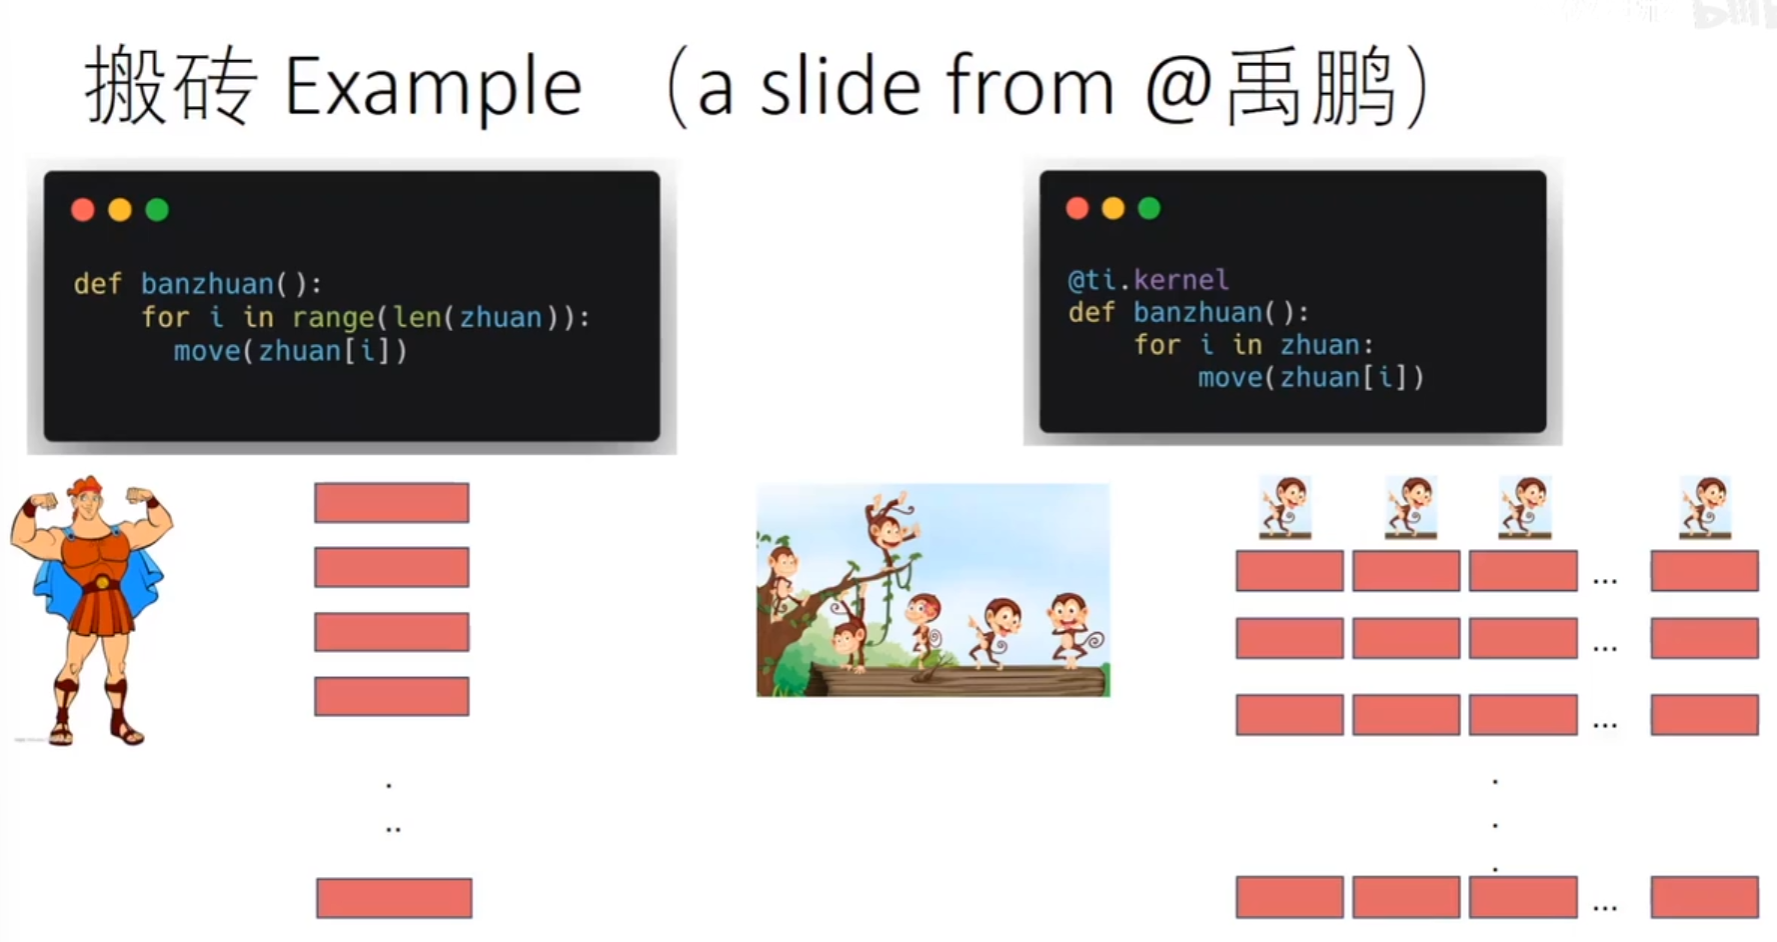 搬砖 Example （a slide from @禹鹏）
def banzhuan():
    for i in range(len(zhuan)):
      move(zhuan[i])
@ti.kernel
def banzhuan():
    for i in zhuan:
        move(zhuan[i])
...
...
...
...